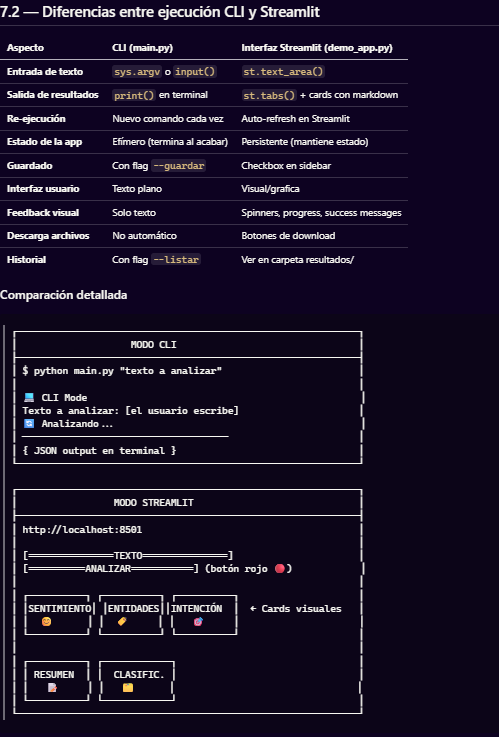 7.2 — Diferencias entre ejecución CLI y Streamlit
Aspecto CLI (main.py) Interfaz Streamlit (demo_app.py)
Entrada de texto sys.argv o input() st.text_area()
Salida de resultados print() en terminal st.tabs() + cards con markdown
Re-ejecución Nuevo comando cada vez Auto-refresh en Streamlit
Estado de la app Efímero (termina al acabar) Persistente (mantiene estado)
Guardado Con flag --guardar Checkbox en sidebar
Interfaz usuario Texto plano Visual/grafica
Feedback visual Solo texto Spinners, progress, success messages
Descarga archivos No automático Botones de download
Historial Con flag --listar Ver en carpeta resultados/
Comparación detallada
MODO CLI
$ python main.py "texto a analizar"
💻 CLI Mode
Texto a analizar: [el usuario escribe]
🔄 Analizando...
{ JSON output en terminal }
MODO STREAMLIT
http://localhost:8501
[══════════════TEXTO══════════════]
[═════════ANALIZAR═══════════] (botón rojo 🔴)
SENTIMIENTO ENTIDADES INTENCIÓN ← Cards visuales
😊 🏷️ 🎯
RESUMEN CLASIFIC.
📝 🗂️